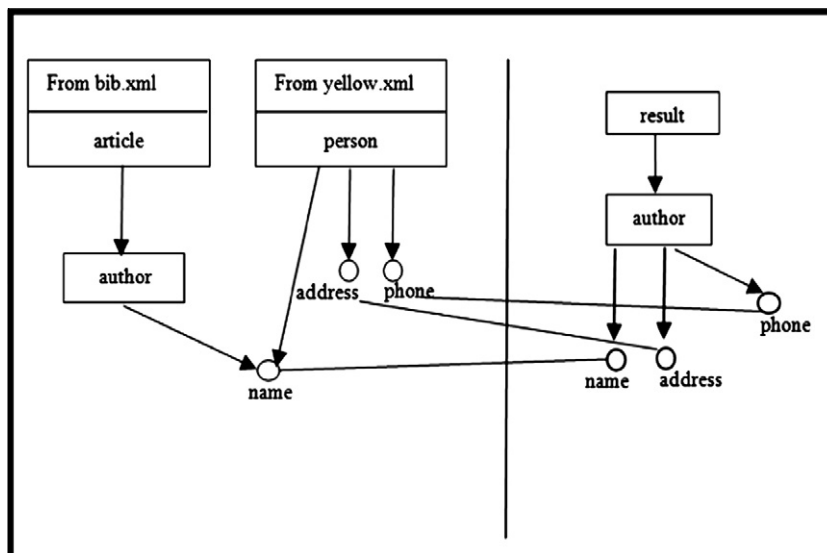 From bib.xml
article
From yellow.xml
person
author
address
phone
name
result
author
phone
name
address